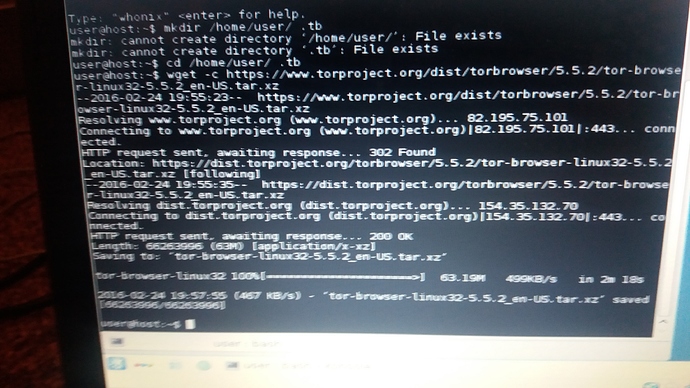 Type: "whonix" <enter> for help.
user@host:~$ mkdir /home/user/ .tb
mkdir: cannot create directory ‘/home/user/’: File exists
mkdir: cannot create directory ‘.tb’: File exists
user@host:~$ cd /home/user/ .tb
user@host:~$ wget -c https://www.torproject.org/dist/torbrowser/5.5.2/tor-browse
r-linux32-5.5.2_en-US.tar.xz
--2016-02-24 19:55:23-- https://www.torproject.org/dist/torbrowser/5.5.2/tor-br
owser-linux32-5.5.2_en-US.tar.xz
Resolving www.torproject.org (www.torproject.org)... 82.195.75.101
Connecting to www.torproject.org (www.torproject.org)|82.195.75.101|:443... conn
ected.
HTTP request sent, awaiting response... 302 Found
Location: https://dist.torproject.org/torbrowser/5.5.2/tor-browser-linux32-5.5.2
_en-US.tar.xz [following]
--2016-02-24 19:55:35-- https://dist.torproject.org/torbrowser/5.5.2/tor-browse
r-linux32-5.5.2_en-US.tar.xz
Resolving dist.torproject.org (dist.torproject.org)... 154.35.132.70
Connecting to dist.torproject.org (dist.torproject.org)|154.35.132.70|:443... co
nnected.
HTTP request sent, awaiting response... 200 OK
Length: 66263996 (63M) [application/x-xz]
Saving to: ‘tor-browser-linux32-5.5.2_en-US.tar.xz’
tor-browser-linux32 100%[=====================>] 63.19M 499KB/s in 2m 18s
2016-02-24 19:57:55 (467 KB/s) - ‘tor-browser-linux32-5.5.2_en-US.tar.xz’ saved
[66263996/66263996]
user@host:~$